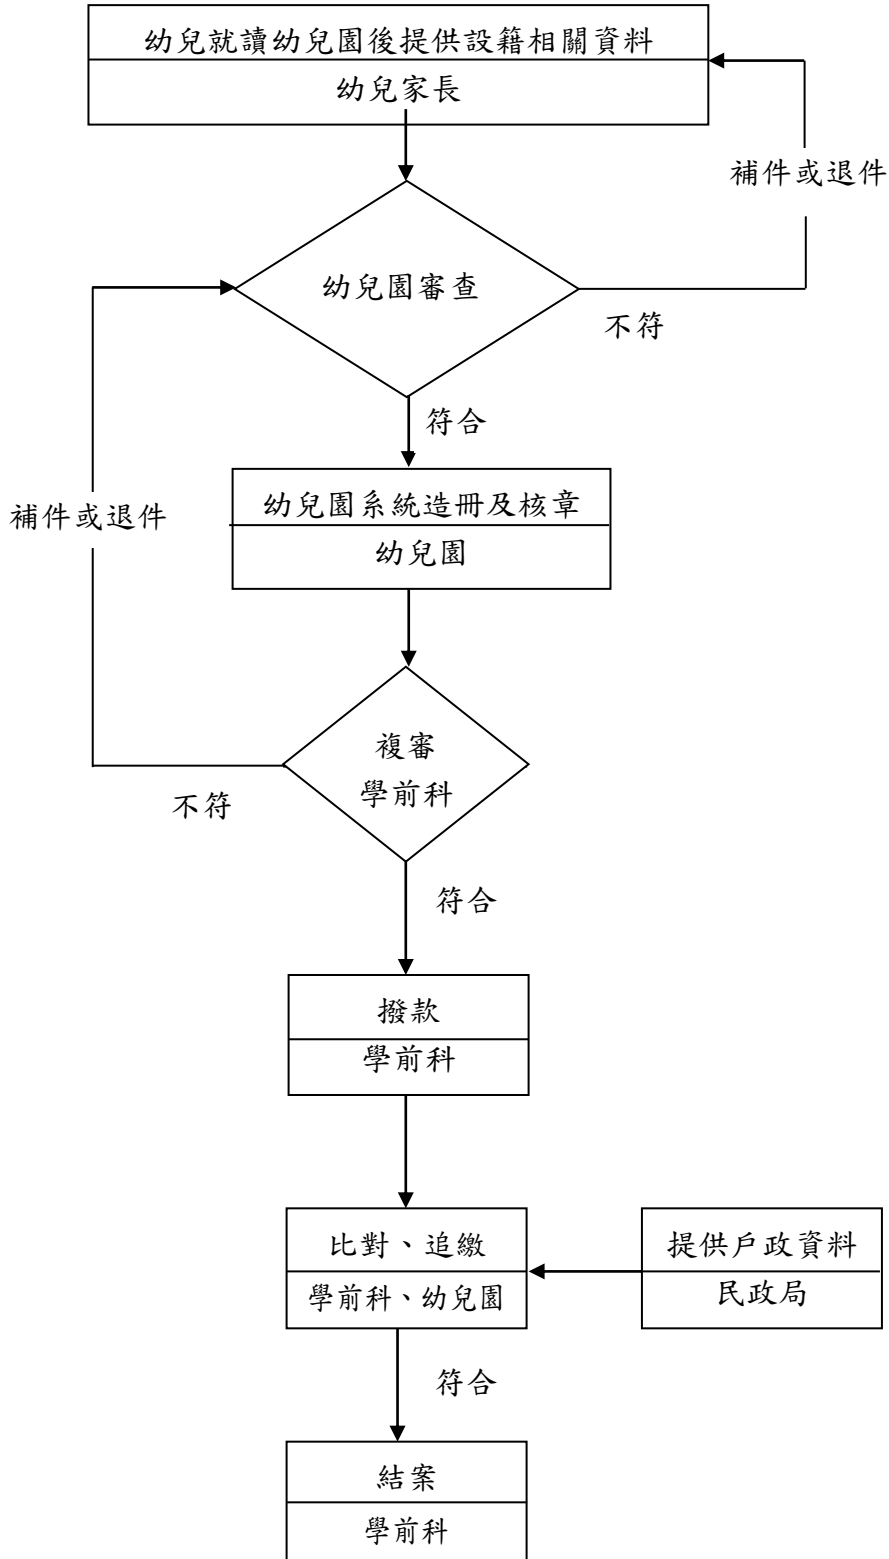 幼兒就讀幼兒園後提供設籍相關資料
幼兒家長
補件或退件
幼兒園審查
不符
符合
幼兒園系統造冊及核章
幼兒園
補件或退件
複審
學前科
不符
符合
撥款
學前科
比對、追繳
學前科、幼兒園
提供戶政資料
民政局
符合
結案
學前科